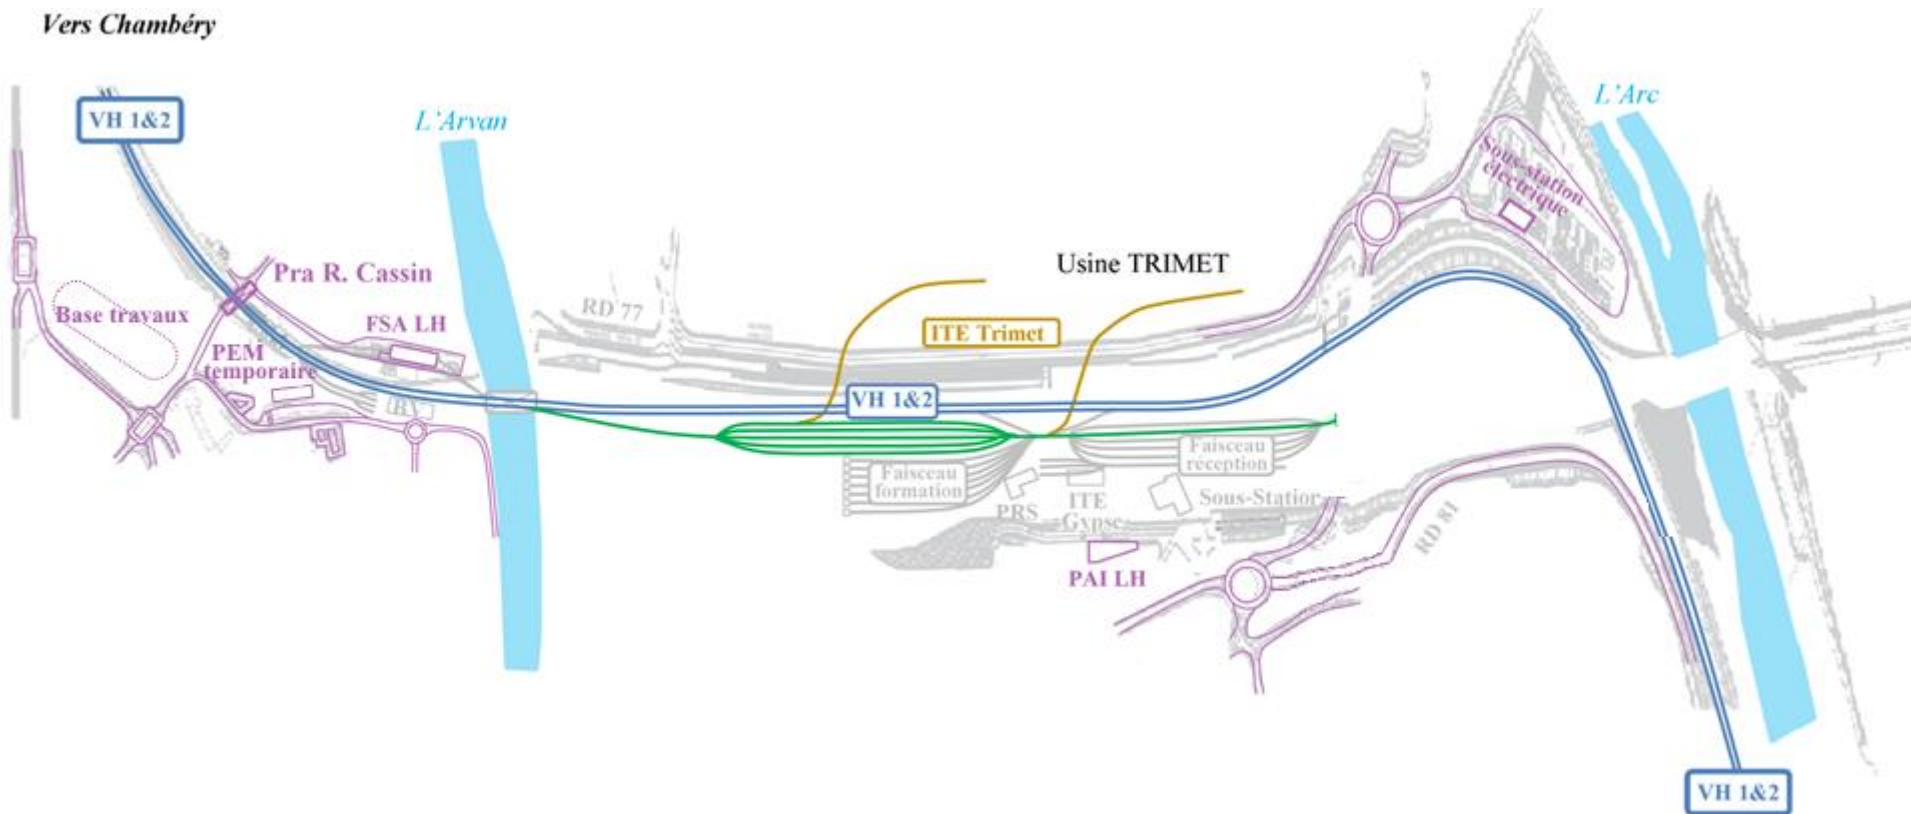 Vers Chambéry
VH 1&2
L'Arvan
L'Arc
Sous-station
électrique
Pra R. Cassin
Usine TRIMET
Base travaux
FSA LH
RD 77
ITE Trimet
PEM
temporaire
BV
VH 1&2
Faisceau
formation
Faisceau
réception
PRS
ITE
Gypse
Sous-Station
RD 81
PAI LH
VH 1&2